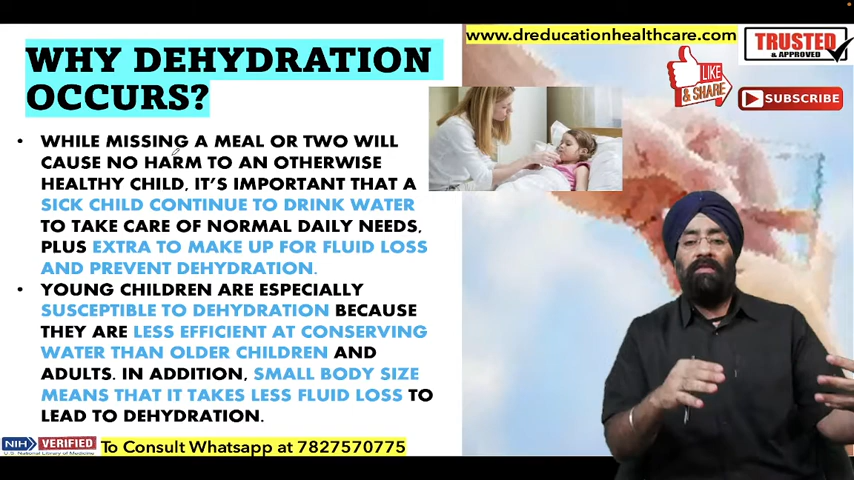 WHY DEHYDRATION
OCCURS?
• WHILE MISSING A MEAL OR TWO WILL
CAUSE NO HARM TO AN OTHERWISE
HEALTHY CHILD, IT'S IMPORTANT THAT A
SICK CHILD CONTINUE TO DRINK WATER
TO TAKE CARE OF NORMAL DAILY NEEDS,
PLUS EXTRA TO MAKE UP FOR FLUID LOSS
AND PREVENT DEHYDRATION.
• YOUNG CHILDREN ARE ESPECIALLY
SUSCEPTIBLE TO DEHYDRATION BECAUSE
THEY ARE LESS EFFICIENT AT CONSERVING
WATER THAN OLDER CHILDREN AND
ADULTS. IN ADDITION, SMALL BODY SIZE
MEANS THAT IT TAKES LESS FLUID LOSS TO
LEAD TO DEHYDRATION.
www.dreducationhealthcare.com
TRUSTED
& APPROVED
LIKE
& SHARE
SUBSCRIBE
NIH VERIFIED
U.S. National Library of Medicine
To Consult Whatsapp at 7827570775